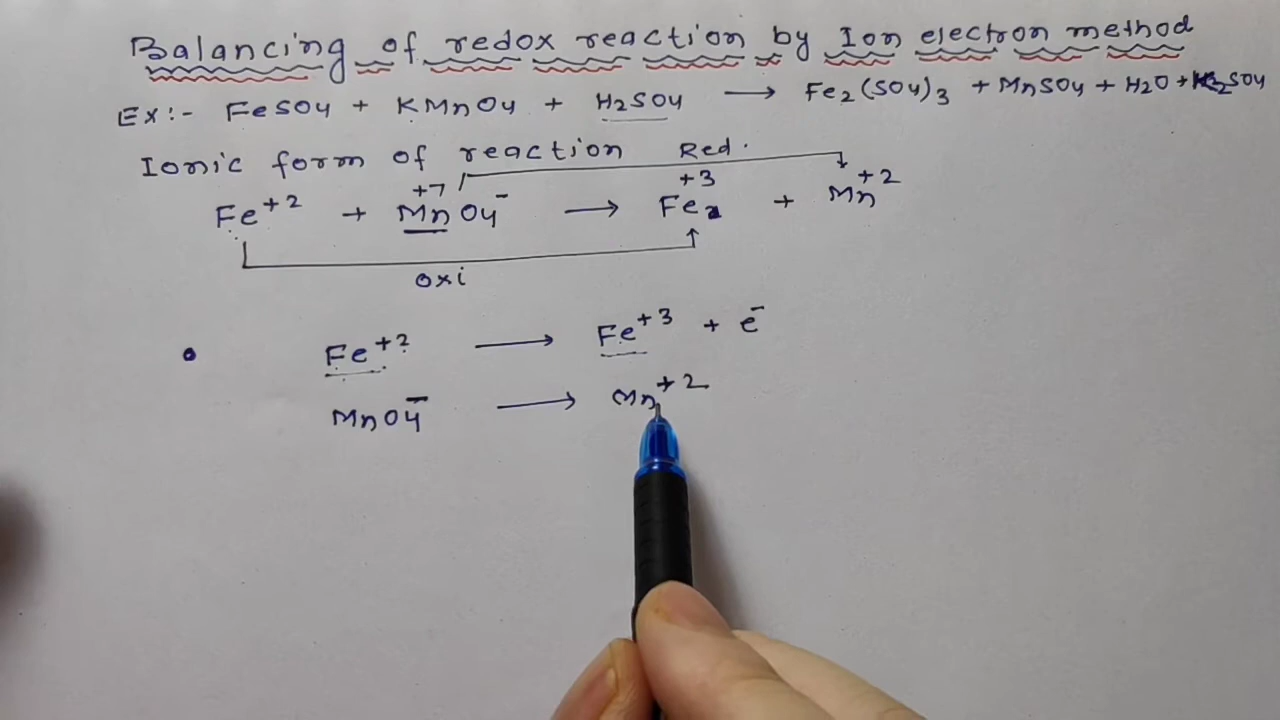 Balancing of redox reaction by Ion electron method
Ex:- FeSO4 + KMnO4 + H2SO4 → Fe2(SO4)3 + MnSO4 + H2O + K2SO4
Ionic form of reaction Red.
+7 +3
Fe+2 + MnO4- → Fe2 + Mn+2
oxi
Fe+2 → Fe+3 + e-
MnO4- → Mn+2